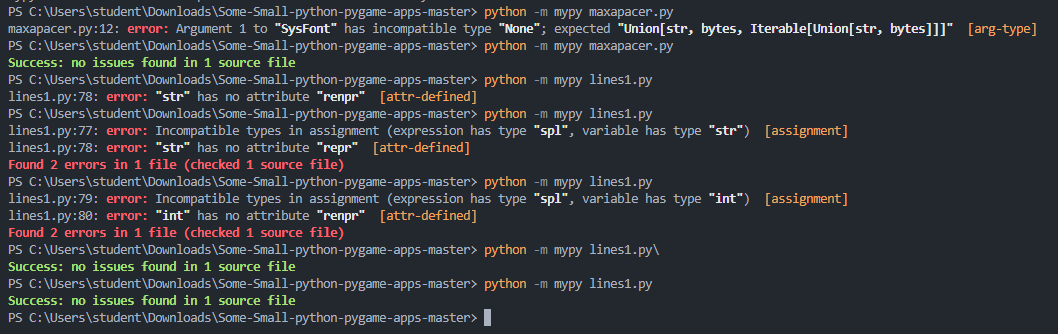 PS C:\Users\student\Downloads\Some-Small-python-pygame-apps-master> python -m mypy maxapacer.py
maxapacer.py:12: error: Argument 1 to "SysFont" has incompatible type "None"; expected "Union[str, bytes, Iterable[Union[str, bytes]]]"  [arg-type]
PS C:\Users\student\Downloads\Some-Small-python-pygame-apps-master> python -m mypy maxapacer.py
Success: no issues found in 1 source file
PS C:\Users\student\Downloads\Some-Small-python-pygame-apps-master> python -m mypy lines1.py
lines1.py:78: error: "str" has no attribute "renpr"  [attr-defined]
PS C:\Users\student\Downloads\Some-Small-python-pygame-apps-master> python -m mypy lines1.py
lines1.py:77: error: Incompatible types in assignment (expression has type "spl", variable has type "str")  [assignment]
lines1.py:78: error: "str" has no attribute "repr"  [attr-defined]
Found 2 errors in 1 file (checked 1 source file)
PS C:\Users\student\Downloads\Some-Small-python-pygame-apps-master> python -m mypy lines1.py
lines1.py:79: error: Incompatible types in assignment (expression has type "spl", variable has type "int")  [assignment]
lines1.py:80: error: "int" has no attribute "renpr"  [attr-defined]
Found 2 errors in 1 file (checked 1 source file)
PS C:\Users\student\Downloads\Some-Small-python-pygame-apps-master> python -m mypy lines1.py\
Success: no issues found in 1 source file
PS C:\Users\student\Downloads\Some-Small-python-pygame-apps-master> python -m mypy lines1.py
Success: no issues found in 1 source file
PS C:\Users\student\Downloads\Some-Small-python-pygame-apps-master>